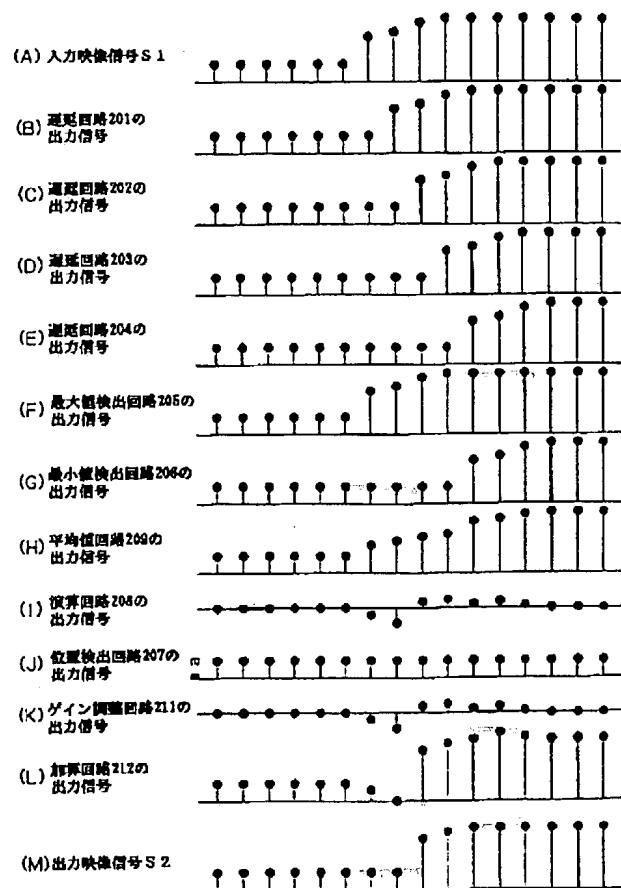 (A) 入力映像信号S1
(B) 遅延回路201の
出力信号
(C) 遅延回路202の
出力信号
(D) 遅延回路203の
出力信号
(E) 遅延回路204の
出力信号
(F) 最大値検出回路205の
出力信号
(G) 最小値検出回路206の
出力信号
(H) 平均値回路209の
出力信号
(I) 演算回路208の
出力信号
(J) 位置検出回路207の
出力信号
(K) ゲイン調整回路211の
出力信号
(L) 加算回路212の
出力信号
(M) 出力映像信号S2